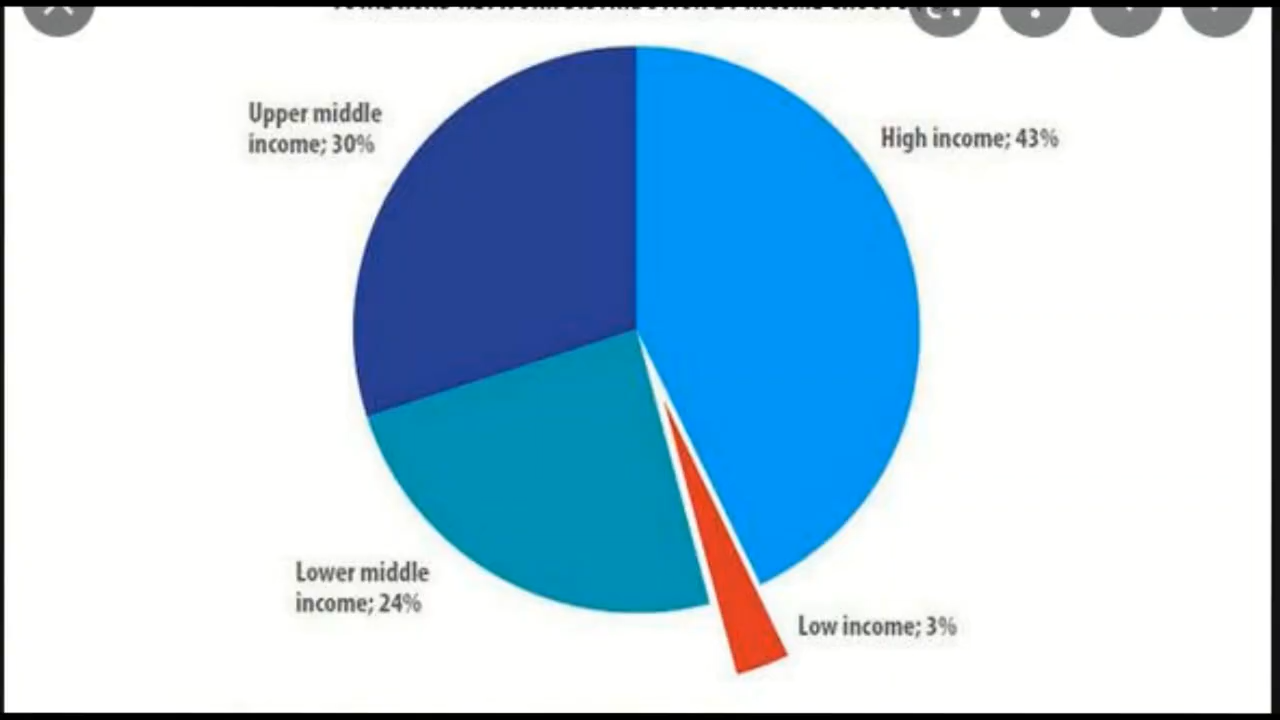 Upper middle
income; 30%
High income; 43%
Lower middle
income; 24%
Low income; 3%